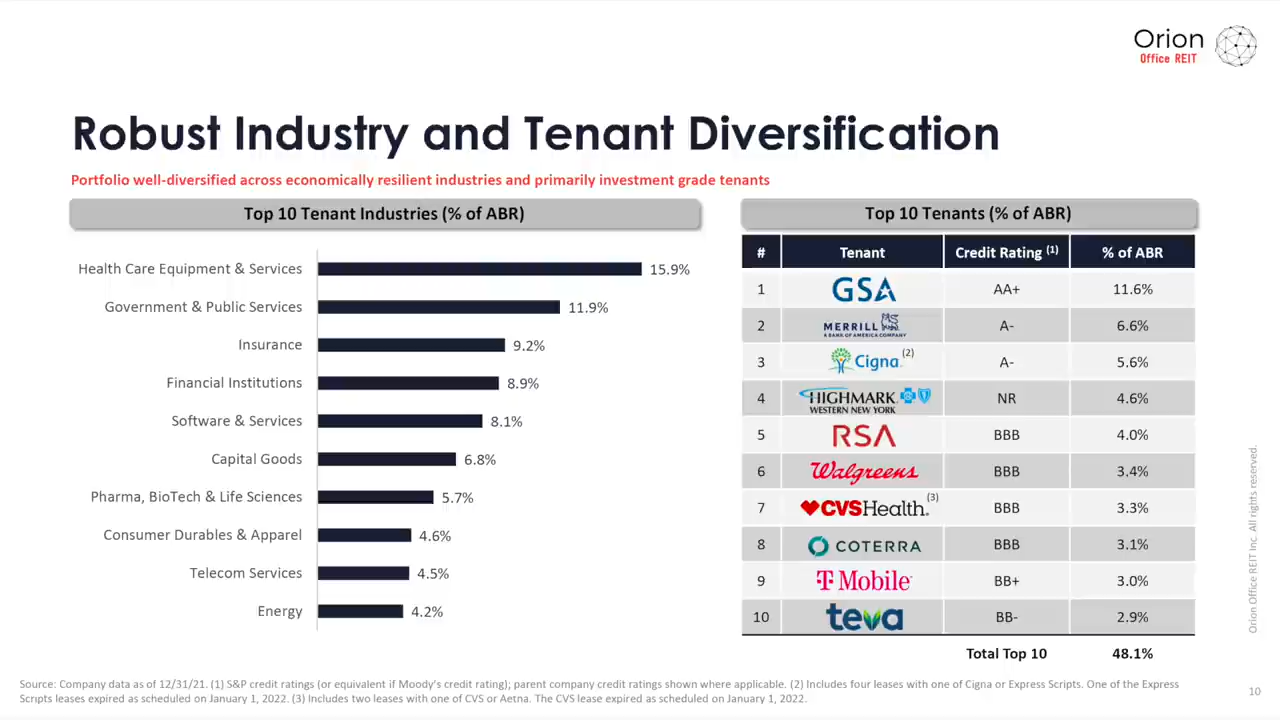 Orion
Office REIT
Robust Industry and Tenant Diversification
Portfolio well-diversified across economically resilient industries and primarily investment grade tenants
Top 10 Tenant Industries (% of ABR)
Health Care Equipment & Services 15.9%
Government & Public Services 11.9%
Insurance 9.2%
Financial Institutions 8.9%
Software & Services 8.1%
Capital Goods 6.8%
Pharma, BioTech & Life Sciences 5.7%
Consumer Durables & Apparel 4.6%
Telecom Services 4.5%
Energy 4.2%
Top 10 Tenants (% of ABR)
# Tenant Credit Rating (1) % of ABR
1 GSA AA+ 11.6%
2 MERRILL A- 6.6%
A BANK OF AMERICA COMPANY
3 Cigna (2) A- 5.6%
4 HIGHMARK NR 4.6%
WESTERN NEW YORK
5 RSA BBB 4.0%
6 Walgreens BBB 3.4%
7 CVSHealth. (3) BBB 3.3%
8 COTERRA BBB 3.1%
9 T Mobile BB+ 3.0%
10 teva BB- 2.9%
Total Top 10 48.1%
Orion Office REIT Inc. All rights reserved.
Source: Company data as of 12/31/21. (1) S&P credit ratings (or equivalent if Moody's credit rating); parent company credit ratings shown where applicable. (2) Includes four leases with one of Cigna or Express Scripts. One of the Express
Scripts leases expired as scheduled on January 1, 2022. (3) Includes two leases with one of CVS or Aetna. The CVS lease expired as scheduled on January 1, 2022.
10